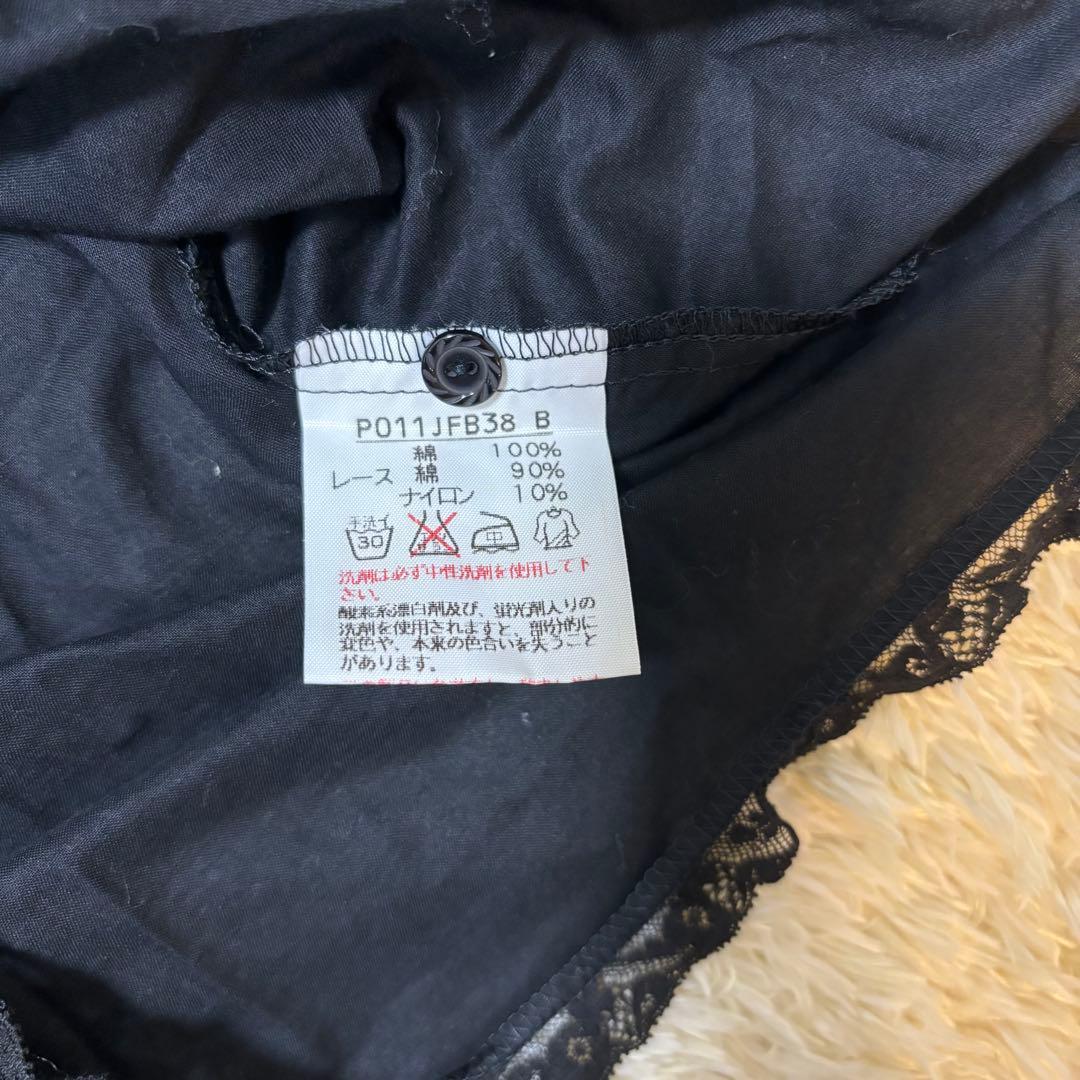 P011JFB38 B
綿 100%
レース 綿 90%
ナイロン 10%
手洗イ 30 中
洗剤は必ず中性洗剤を使用して下
さい。
酸素系漂白剤及び、蛍光剤入りの
洗剤を使用されますと、部分的に
変色や、本来の色合いを失うこと
があります。